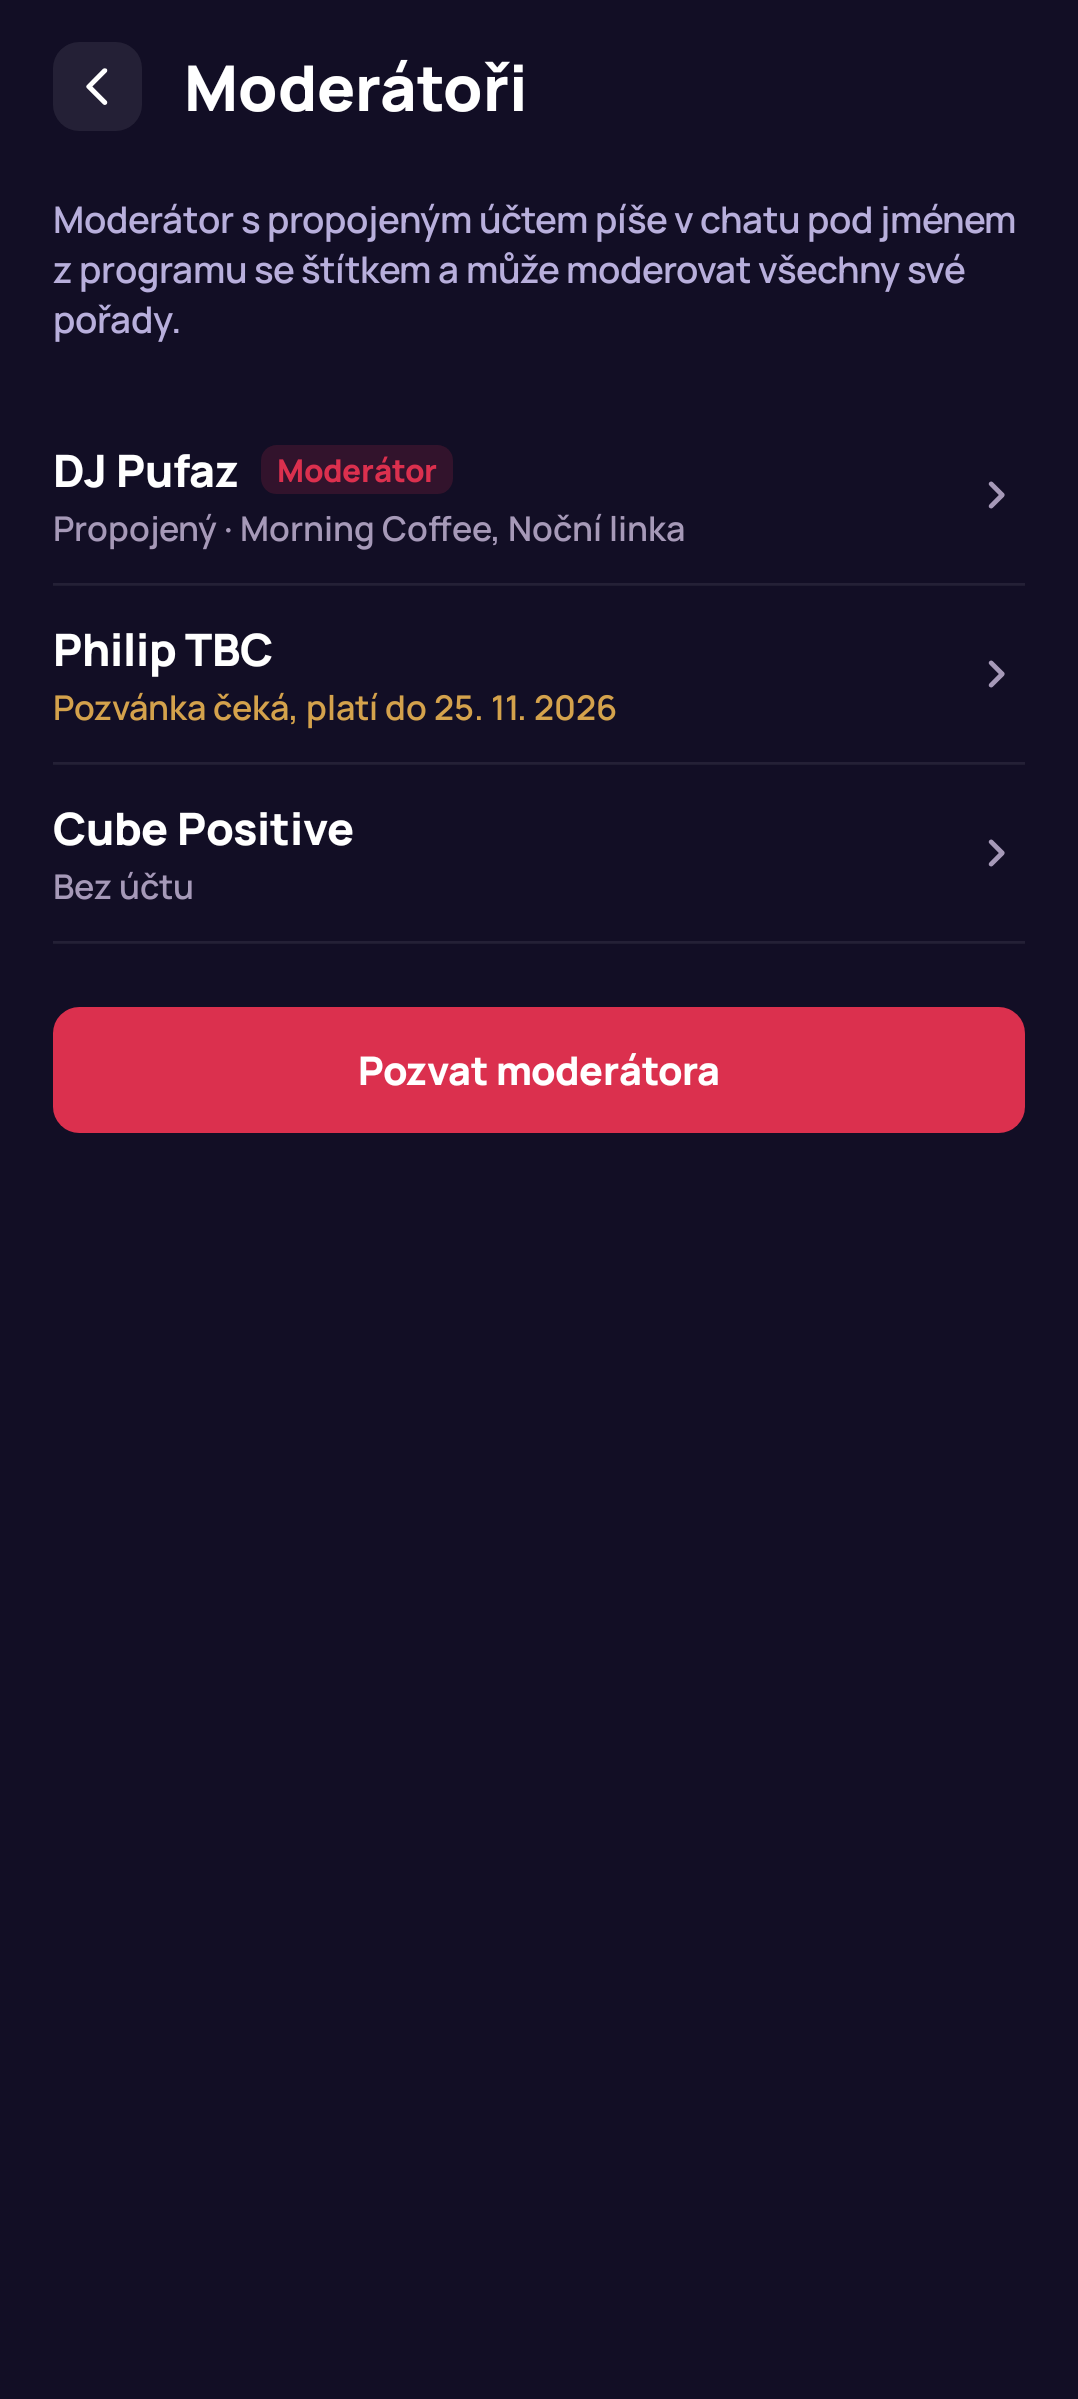 Moderátoři
Moderátor s propojeným účtem píše v chatu pod jménem
z programu se štítkem a může moderovat všechny své
pořady.
DJ Pufaz Moderátor
Propojený · Morning Coffee, Noční linka
Philip TBC
Pozvánka čeká, platí do 25. 11. 2026
Cube Positive
Bez účtu
Pozvat moderátora